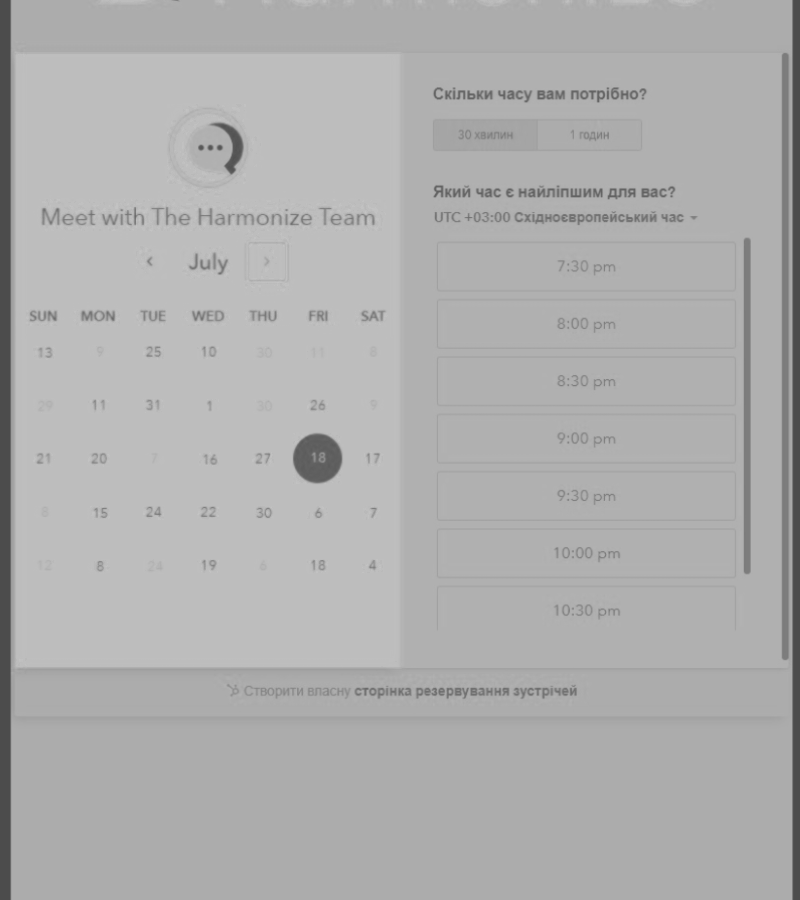 Meet with The Harmonize Team
July
SUN MON TUE WED THU FRI SAT
13 9 25 10 30 11 6
29 11 31 1 30 26 9
21 20 7 16 27 18 17
8 15 24 22 30 6 7
12 8 24 19 6 18 4
Скільки часу вам потрібно?
30 хвилин 1 годин
Який час є найліпшим для вас?
UTC +03:00 Східноєвропейський час
7:30 pm
8:00 pm
8:30 pm
9:00 pm
9:30 pm
10:00 pm
10:30 pm
Створити власну сторінка резервування зустрічей